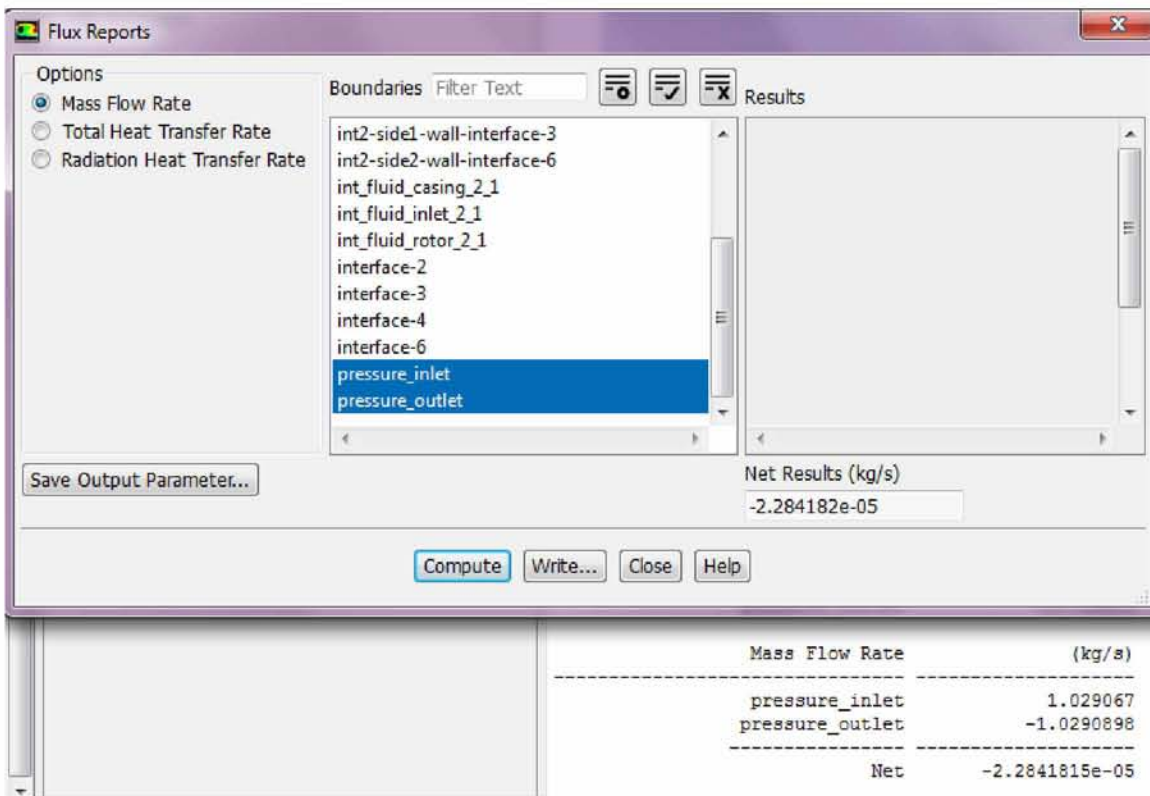 Flux Reports
Options
Mass Flow Rate
Total Heat Transfer Rate
Radiation Heat Transfer Rate
Boundaries Filter Text
int2-side1-wall-interface-3
int2-side2-wall-interface-6
int_fluid_casing_2_1
int_fluid_inlet_2_1
int_fluid_rotor_2_1
interface-2
interface-3
interface-4
interface-6
pressure_inlet
pressure_outlet
Results
Save Output Parameter...
Net Results (kg/s)
-2.284182e-05
Compute Write... Close Help
Mass Flow Rate (kg/s)
-------------------------------- --------------------
pressure_inlet 1.029067
pressure_outlet -1.0290898
---------------- --------------------
Net -2.2841815e-05